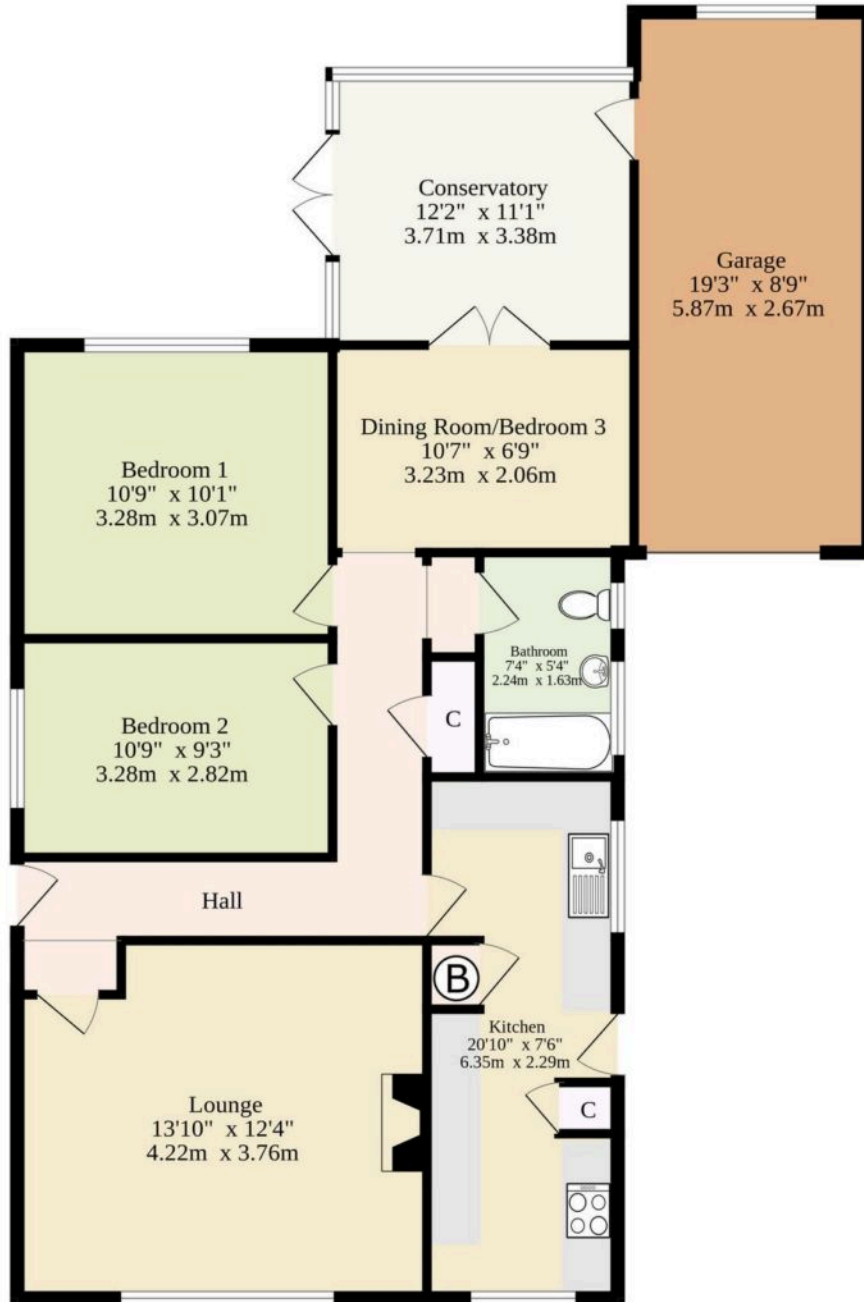 Conservatory
12'2" x 11'1"
3.71m x 3.38m
Garage
19'3" x 8'9"
5.87m x 2.67m
Dining Room/Bedroom 3
10'7" x 6'9"
3.23m x 2.06m
Bedroom 1
10'9" x 10'1"
3.28m x 3.07m
Bathroom
7'4" x 5'4"
2.24m x 1.63m
C
Bedroom 2
10'9" x 9'3"
3.28m x 2.82m
Hall
B
Kitchen
20'10" x 7'6"
6.35m x 2.29m
C
Lounge
13'10" x 12'4"
4.22m x 3.76m